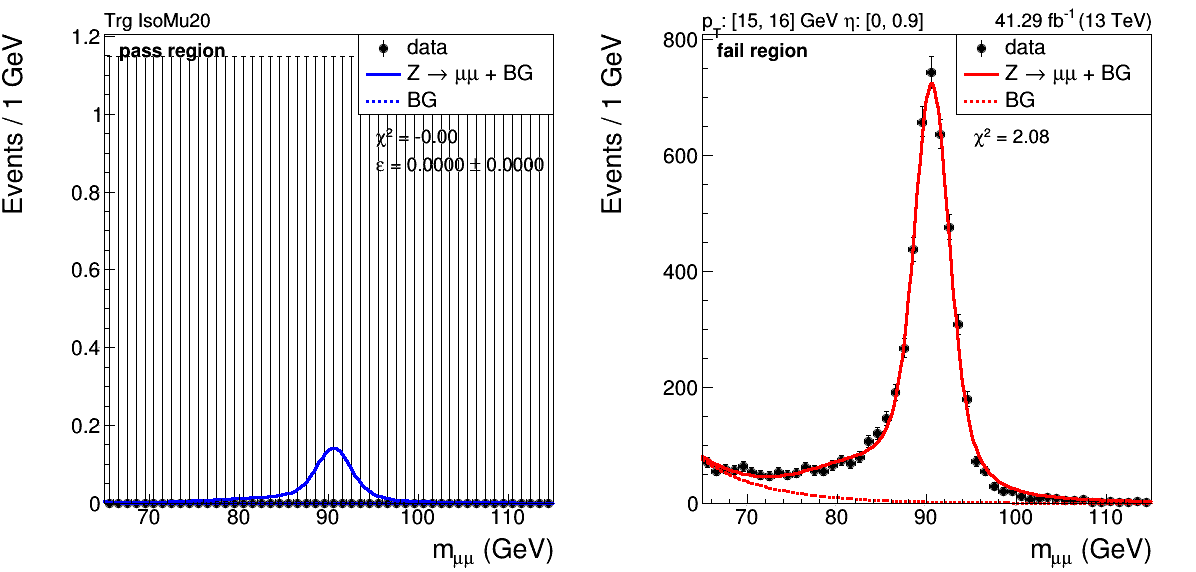 Trg IsoMu20
pass region
data
Z → μμ + BG
BG
χ² = -0.00
ε = 0.0000 ± 0.0000
Events / 1 GeV
1.2
1
0.8
0.6
0.4
0.2
0
70 80 90 100 110
m_μμ (GeV)
p_T: [15, 16] GeV η: [0, 0.9] 41.29 fb⁻¹ (13 TeV)
fail region
data
Z → μμ + BG
BG
χ² = 2.08
Events / 1 GeV
800
600
400
200
0
70 80 90 100 110
m_μμ (GeV)